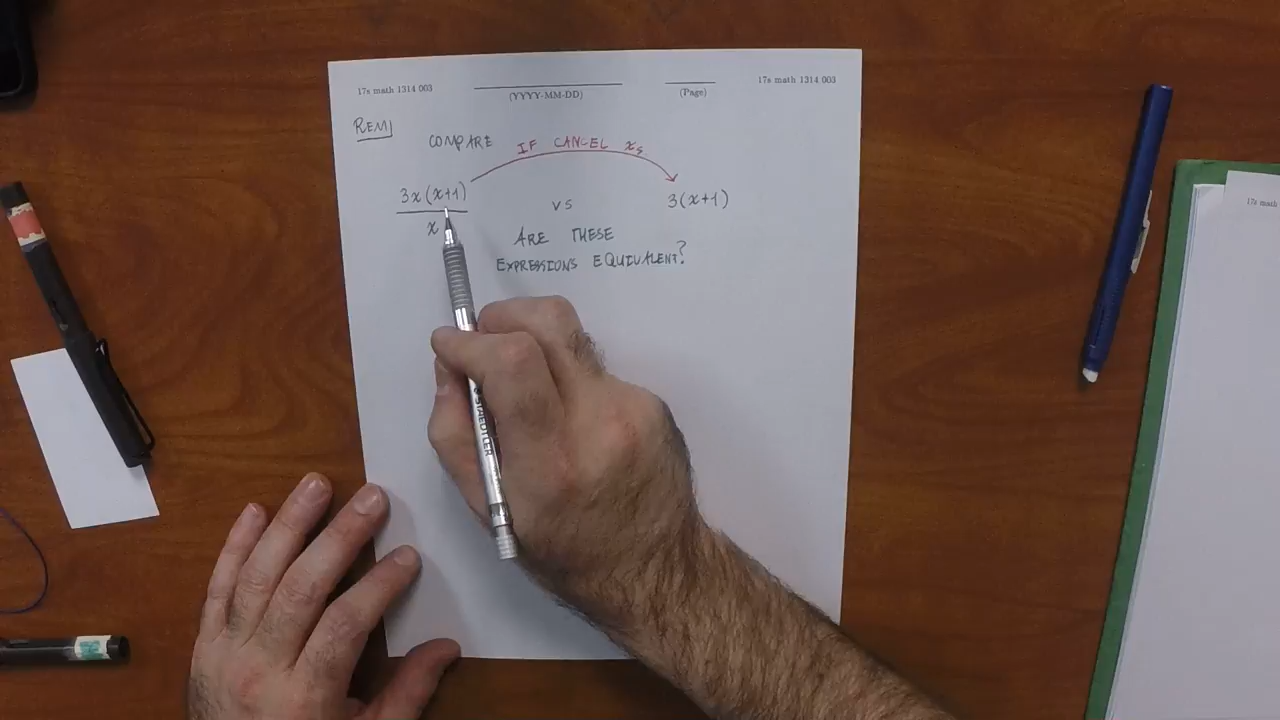 17s math 1314 003
(YYYY-MM-DD)
(Page)
17s math 1314 003
REM
COMPARE
IF CANCEL xs
3x(x+1)
x
vs
3(x+1)
ARE THESE
EXPRESSIONS EQUIVALENT?
STAEDTLER
17s math